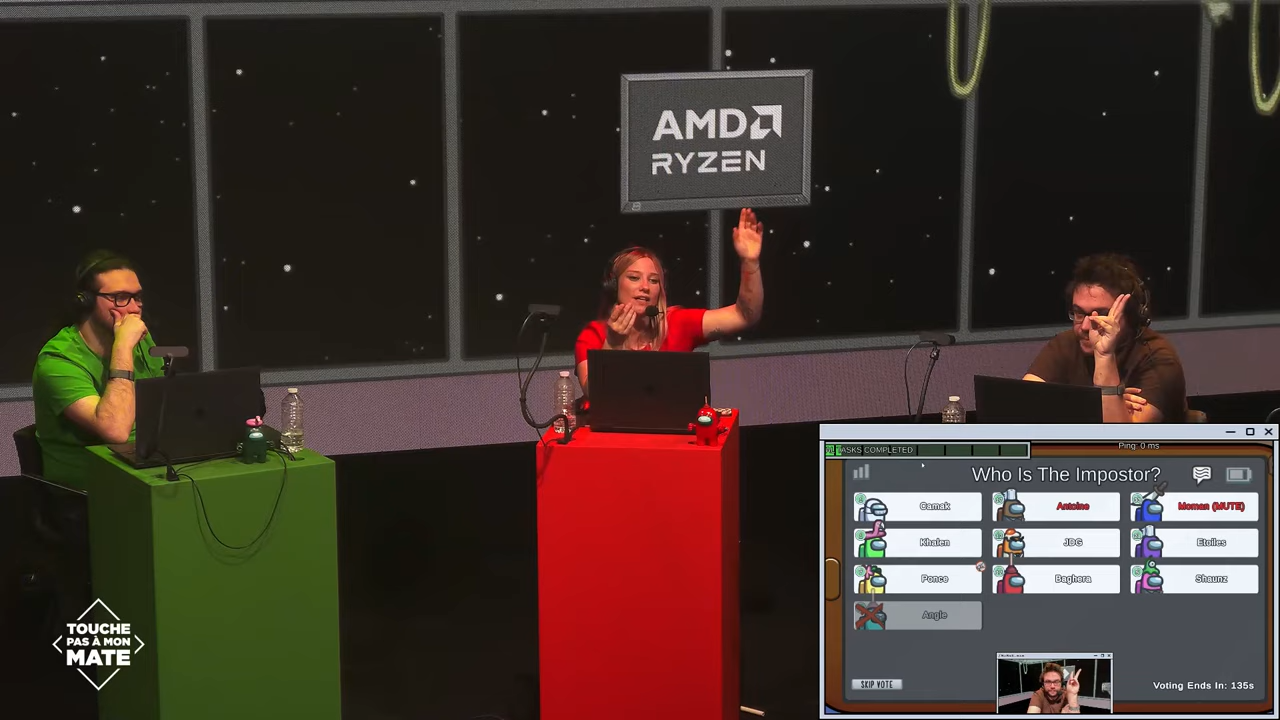 AMD
RYZEN
TASKS COMPLETED
Ping: 0 ms
Who Is The Impostor?
Camak
Antoine
Moman (MUTE)
Khalen
JDG
Etoiles
Ponce
Baghera
Shaunz
Angle
SKIP VOTE
Voting Ends In: 135s
TOUCHE
PAS À MON
MATE